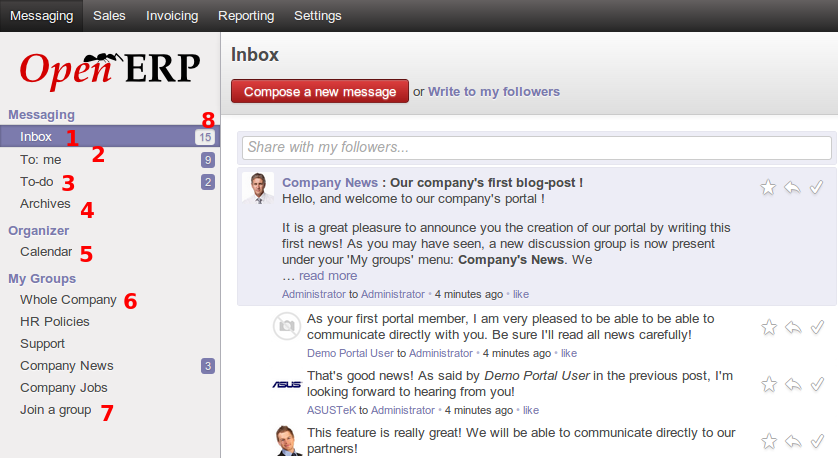 Messaging Sales Invoicing Reporting Settings
Open ERP
Messaging
8
Inbox 1 15
2
To: me 9
To-do 3 2
Archives 4
Organizer
Calendar 5
My Groups
Whole Company 6
HR Policies
Support
Company News 3
Company Jobs
Join a group 7
Inbox
Compose a new message or Write to my followers
Share with my followers...
Company News : Our company's first blog-post !
Hello, and welcome to our company's portal !
It is a great pleasure to announce you the creation of our portal by writing this
first news! As you may have seen, a new discussion group is now present
under your 'My groups' menu: Company's News. We
... read more
Administrator to Administrator • 4 minutes ago • like
As your first portal member, I am very pleased to be able to be able to
communicate directly with you. Be sure I'll read all news carefully!
Demo Portal User to Administrator • 4 minutes ago • like
ASUS
That's good news! As said by Demo Portal User in the previous post, I'm
looking forward to hearing from you!
ASUSTeK to Administrator • 4 minutes ago • like
This feature is really great! We will be able to communicate directly to our
partners!